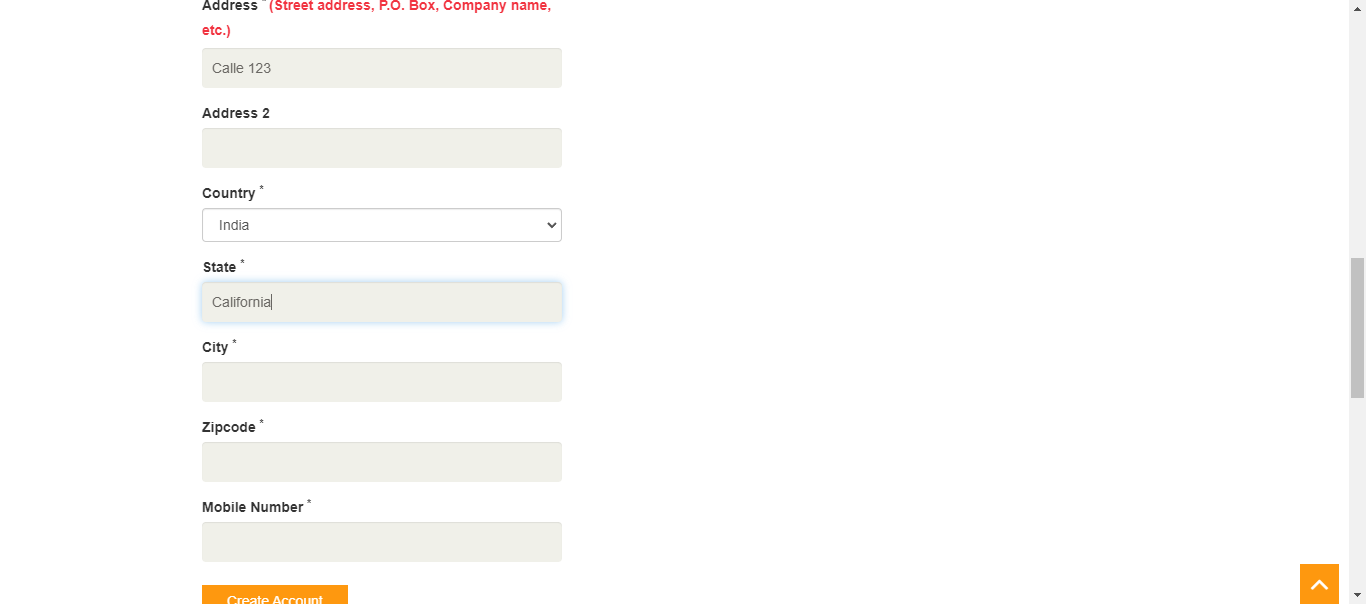 Address * (Street address, P.O. Box, Company name,
etc.)
Calle 123
Address 2
Country *
India
State *
California
City *
Zipcode *
Mobile Number *
Create Account